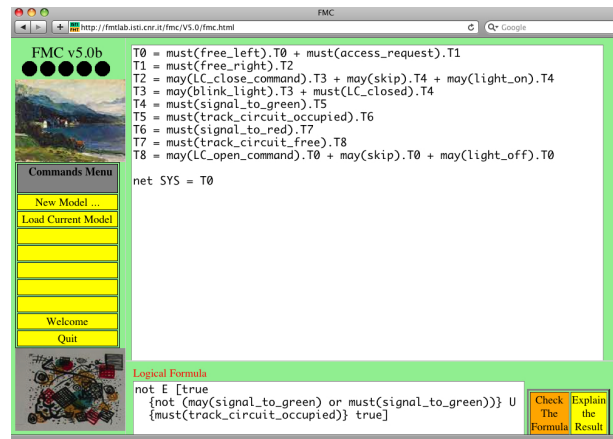 FMC
http://fmtlab.isti.cnr.it/fmc/V5.0/fmc.html
Google
FMC v5.0b
T0 = must(free_left).T0 + must(access_request).T1
T1 = must(free_right).T2
T2 = may(LC_close_command).T3 + may(skip).T4 + may(light_on).T4
T3 = may(blink_light).T3 + must(LC_closed).T4
T4 = must(signal_to_green).T5
T5 = must(track_circuit_occupied).T6
T6 = must(signal_to_red).T7
T7 = must(track_circuit_free).T8
T8 = may(LC_open_command).T0 + may(skip).T0 + may(light_off).T0
net SYS = T0
Commands Menu
New Model ...
Load Current Model
Welcome
Quit
Logical Formula
not E [true
{not (may(signal_to_green) or must(signal_to_green))} U
{must(track_circuit_occupied)} true]
Check
The
Formula
Explain
the
Result